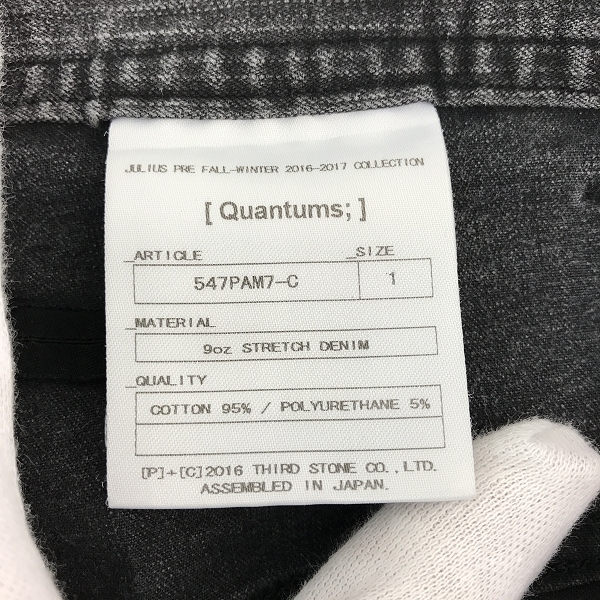 JULIUS PRE FALL-WINTER 2016-2017 COLLECTION
[ Quantums; ]
_ARTICLE _SIZE
547PAM7-C 1
_MATERIAL
9oz STRETCH DENIM
_QUALITY
COTTON 95% / POLYURETHANE 5%
[P]+[C]2016 THIRD STONE CO.,LTD.
ASSEMBLED IN JAPAN.